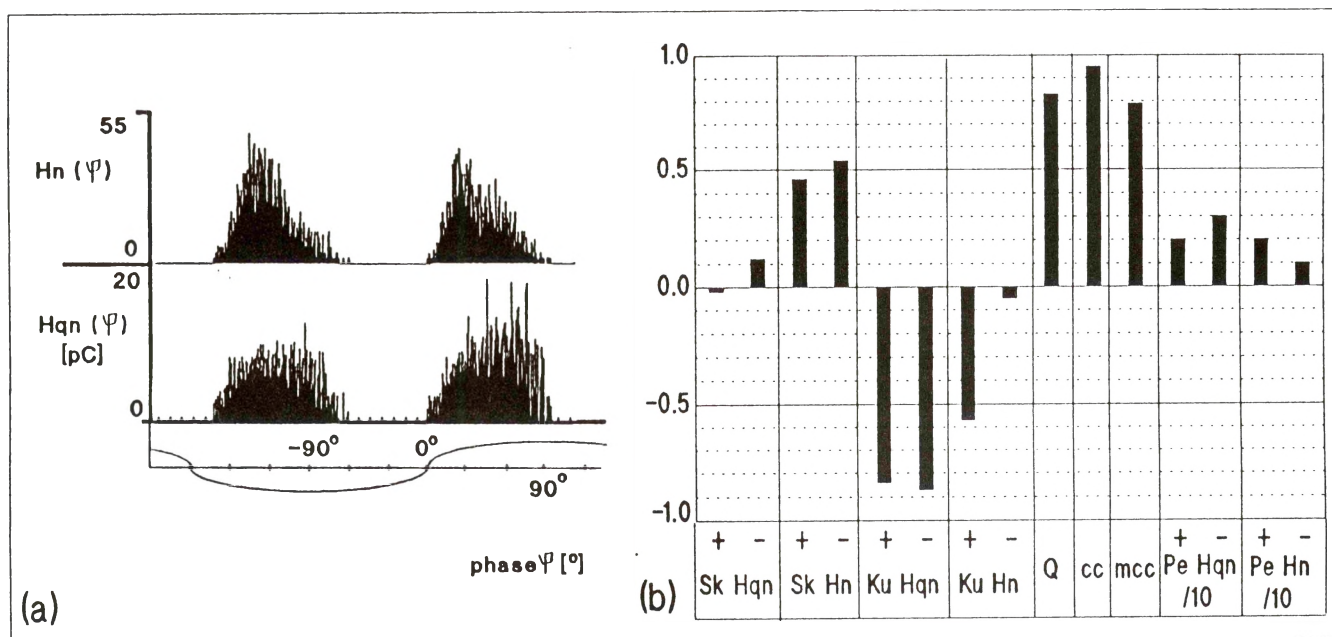 55
Hn (φ)
0
20
Hqn (φ)
[pC]
0
-90° 0°
90°
phase φ [°]
(a)
1.0
0.5
0.0
-0.5
-1.0
+ - + - + - + - Q cc mcc + - + -
Sk Hqn Sk Hn Ku Hqn Ku Hn Pe Hqn Pe Hn
/10 /10
(b)